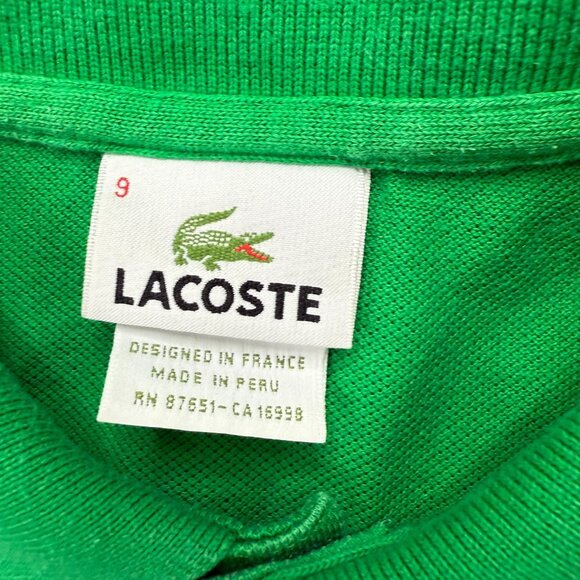 9
LACOSTE
DESIGNED IN FRANCE
MADE IN PERU
RN 87651-CA 16998